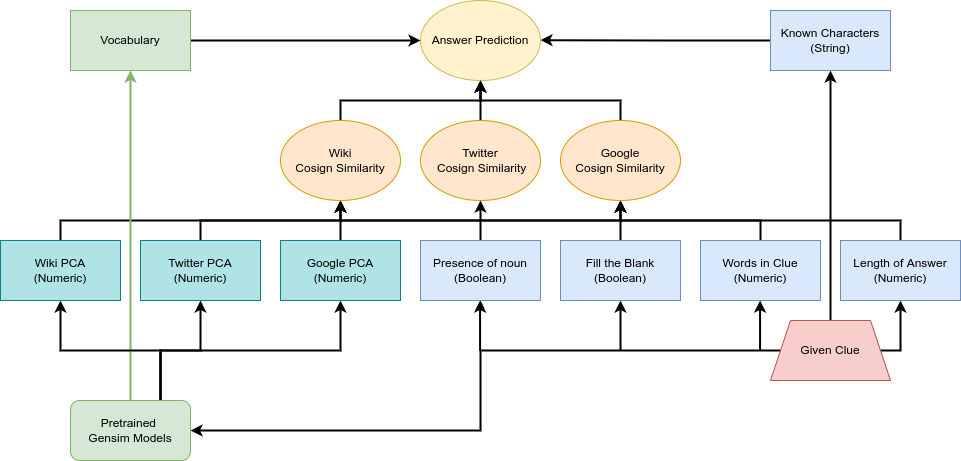 Vocabulary
Answer Prediction
Known Characters
(String)
Wiki
Cosign Similarity
Twitter
Cosign Similarity
Google
Cosign Similarity
Wiki PCA
(Numeric)
Twitter PCA
(Numeric)
Google PCA
(Numeric)
Presence of noun
(Boolean)
Fill the Blank
(Boolean)
Words in Clue
(Numeric)
Length of Answer
(Numeric)
Given Clue
Pretrained
Gensim Models